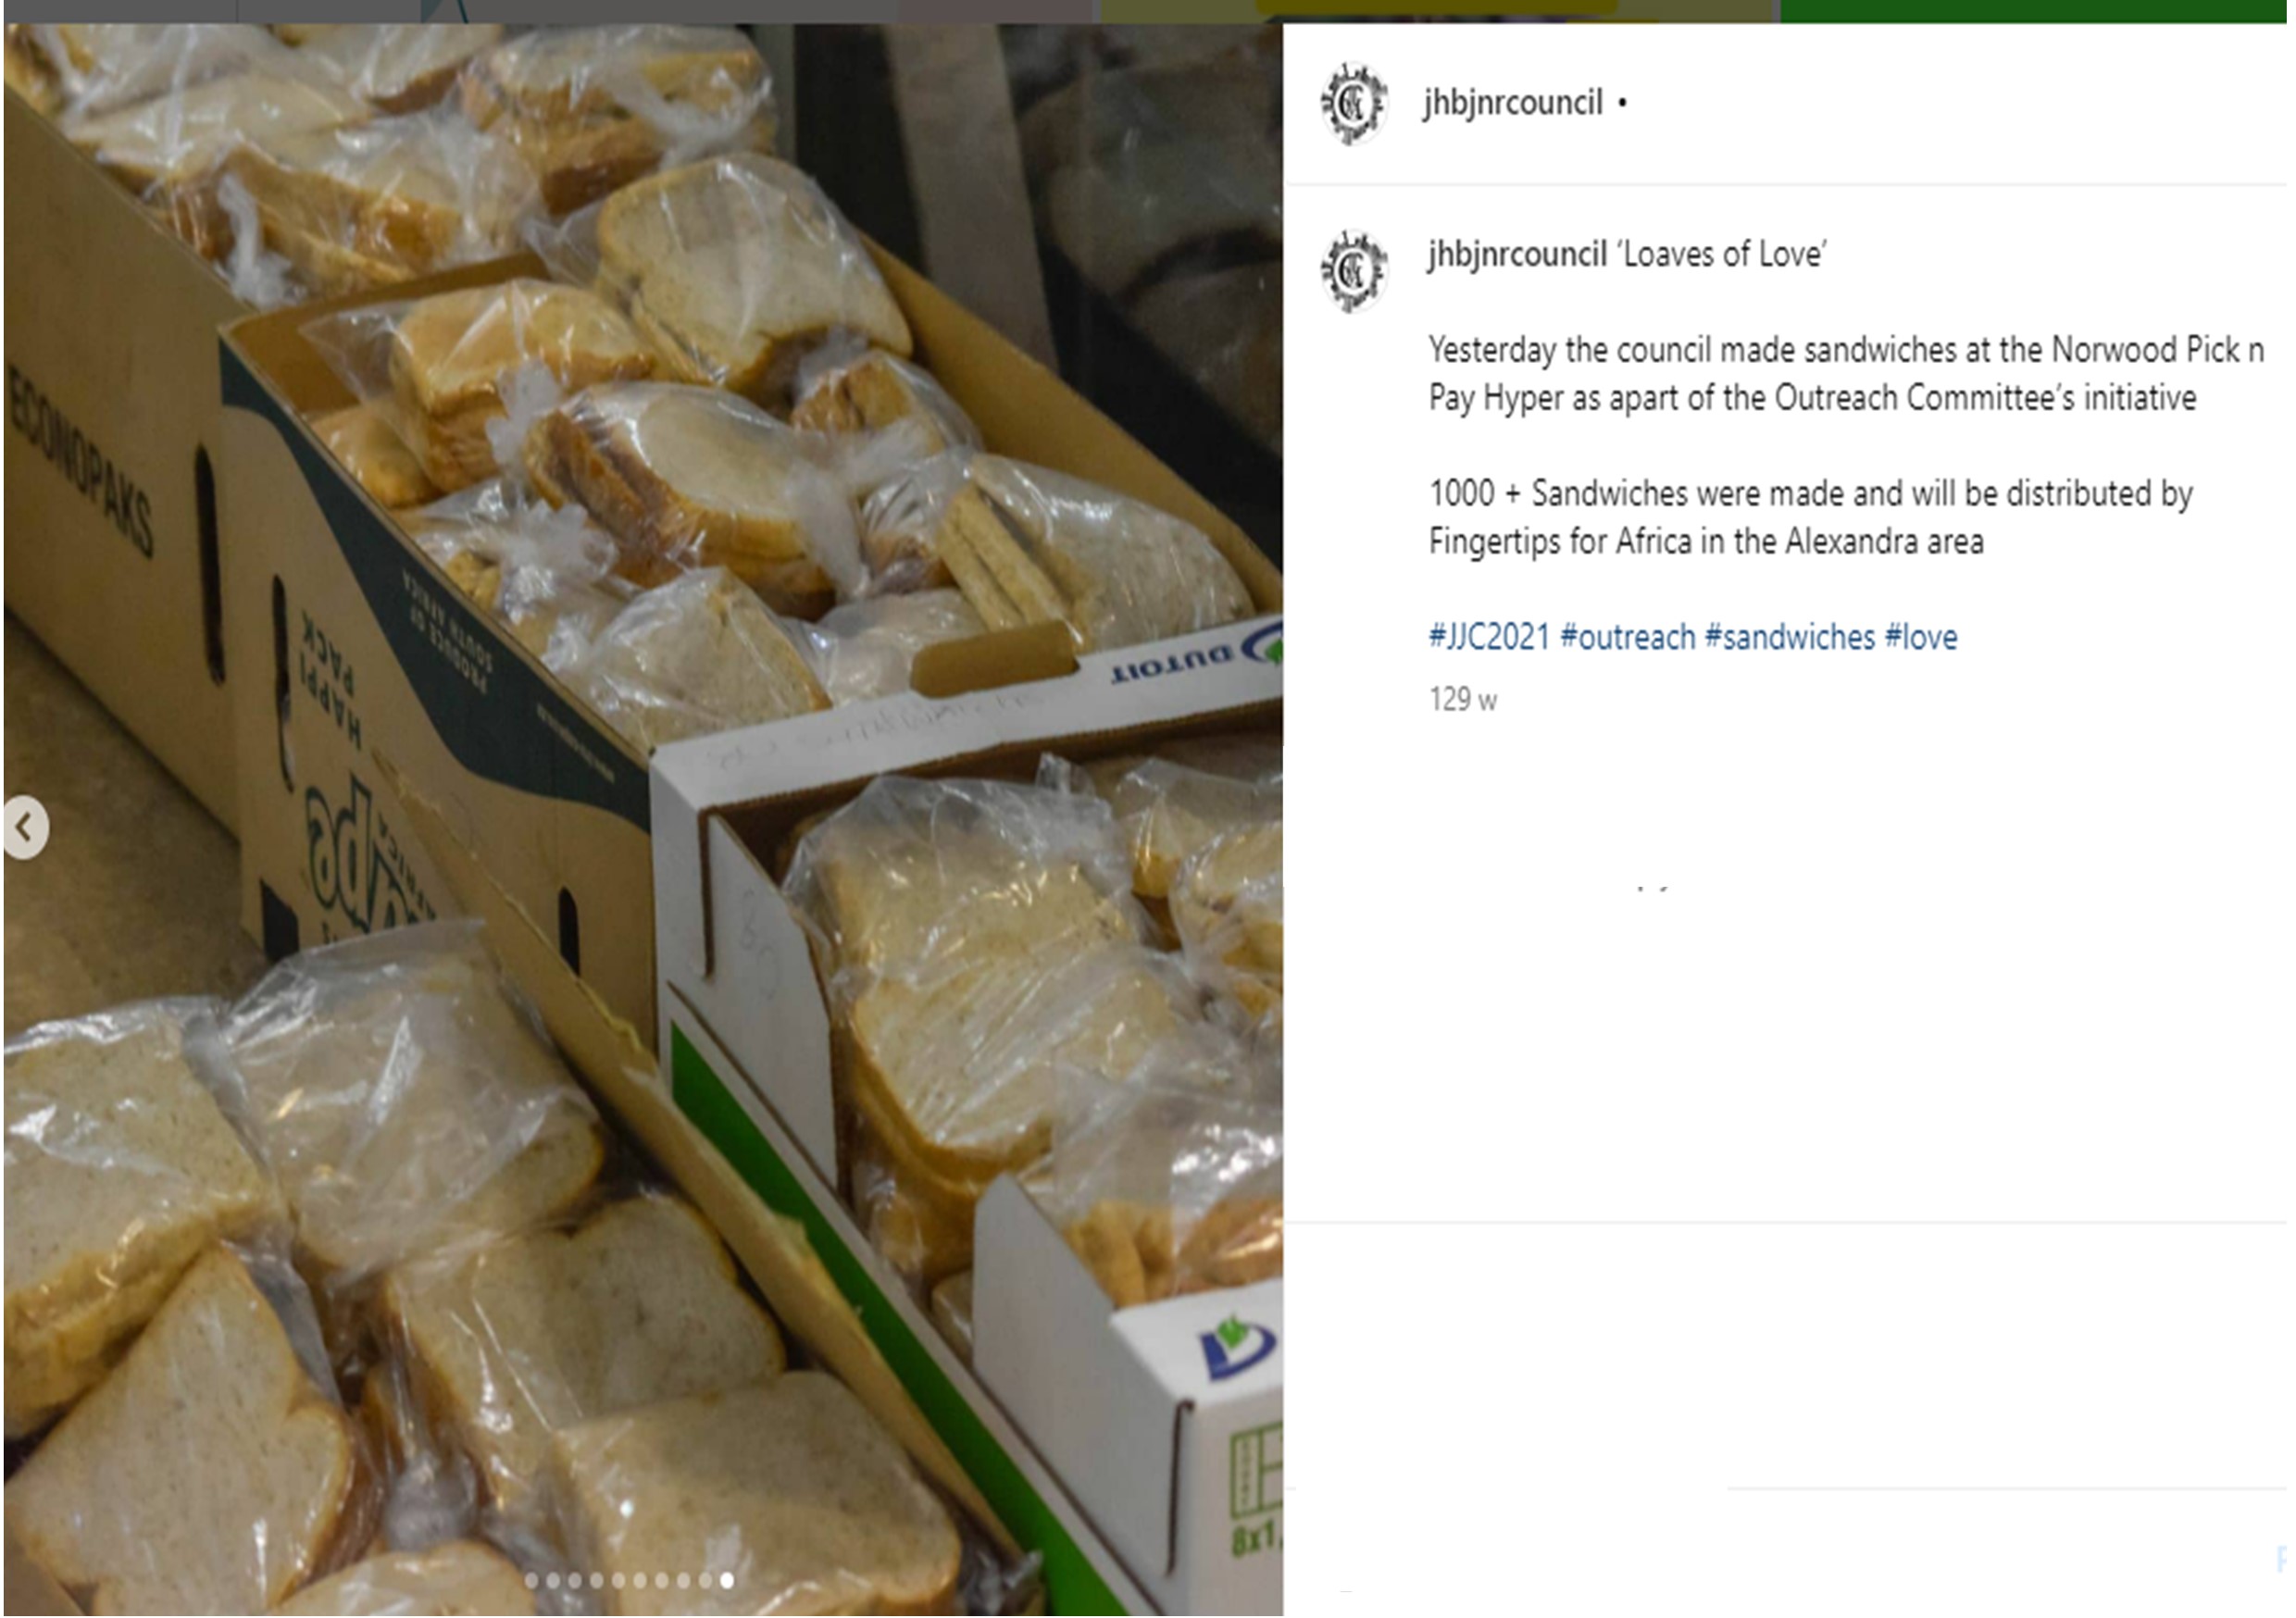 jhbjnrcouncil •
jhbjnrcouncil ‘Loaves of Love’
Yesterday the council made sandwiches at the Norwood Pick n
Pay Hyper as apart of the Outreach Committee’s initiative
1000 + Sandwiches were made and will be distributed by
Fingertips for Africa in the Alexandra area
#JJC2021 #outreach #sandwiches #love
129 w
ECONOPAKS
HAPPI
PACK
PRODUCE OF
SOUTH AFRICA
DUTOIT
8x1